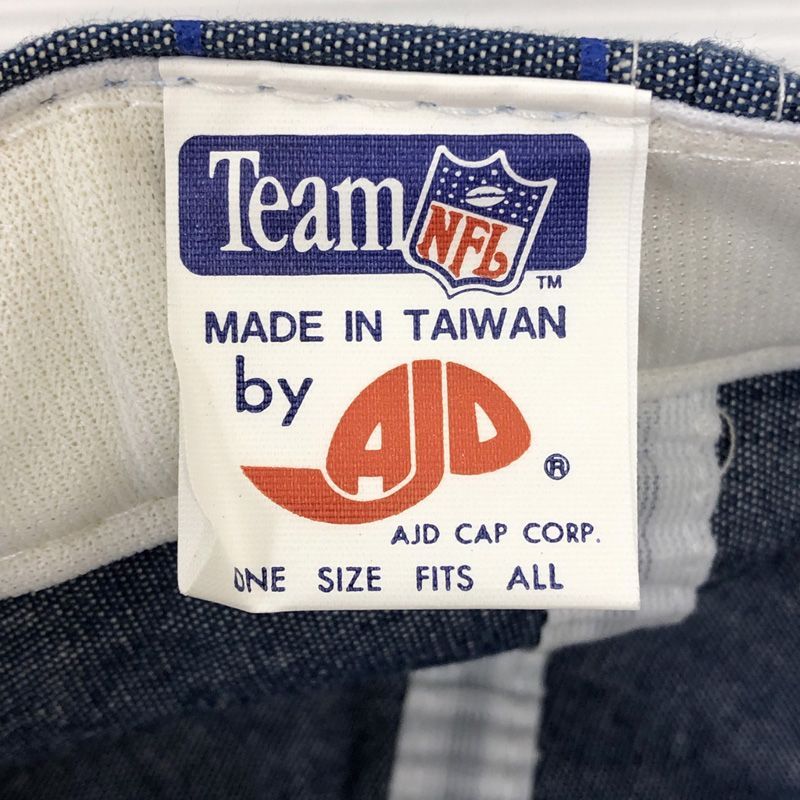 Team NFL ™
MADE IN TAIWAN
by AJD ®
AJD CAP CORP.
ONE SIZE FITS ALL